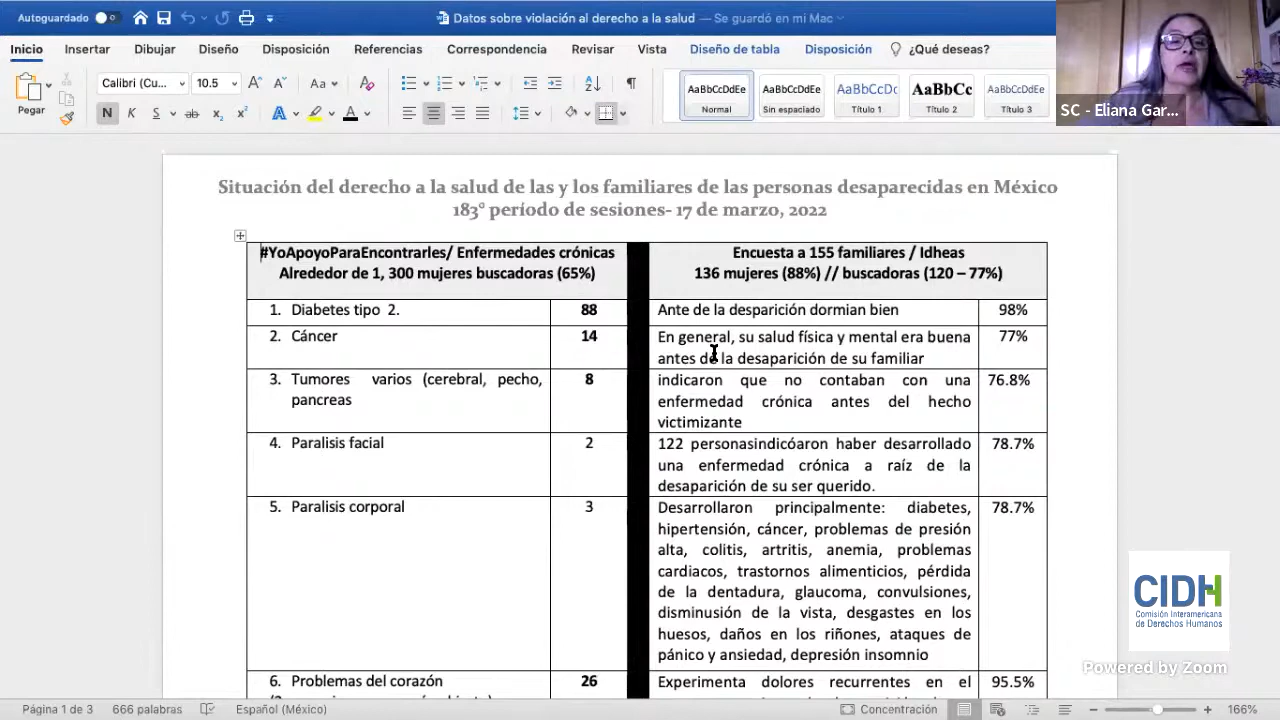 Autoguardado
Datos sobre violación al derecho a la salud — Se guardó en mi Mac
Inicio Insertar Dibujar Diseño Disposición Referencias Correspondencia Revisar Vista Diseño de tabla Disposición ¿Qué deseas?
Pegar
Calibri (Cu... 10.5
N K S ab x₂ x²
AaBbCcDdEe AaBbCcDdEe AaBbCcDc AaBbCc AaBbCcDdEe
Normal Sin espaciado Título 1 Título 2 Título 3
SC - Eliana Gar...
Situación del derecho a la salud de las y los familiares de las personas desaparecidas en México
183° período de sesiones- 17 de marzo, 2022
#YoApoyoParaEncontrarles/ Enfermedades crónicas
Alrededor de 1, 300 mujeres buscadoras (65%)
Encuesta a 155 familiares / Idheas
136 mujeres (88%) // buscadoras (120 – 77%)
1. Diabetes tipo 2. 88
Ante de la desparición dormian bien 98%
2. Cáncer 14
En general, su salud física y mental era buena 77%
antes de la desaparición de su familiar
3. Tumores varios (cerebral, pecho, 8
pancreas
indicaron que no contaban con una 76.8%
enfermedad crónica antes del hecho
victimizante
4. Paralisis facial 2
122 personasindicóaron haber desarrollado 78.7%
una enfermedad crónica a raíz de la
desaparición de su ser querido.
5. Paralisis corporal 3
Desarrollaron principalmente: diabetes, 78.7%
hipertensión, cáncer, problemas de presión
alta, colitis, artritis, anemia, problemas
cardiacos, trastornos alimenticios, pérdida
de la dentadura, glaucoma, convulsiones,
disminución de la vista, desgastes en los
huesos, daños en los riñones, ataques de
pánico y ansiedad, depresión insomnio
6. Problemas del corazón 26
Experimenta dolores recurrentes en el 95.5%
CIDH
Comisión Interamericana
de Derechos Humanos
Powered by Zoom
Página 1 de 3 666 palabras Español (México) Concentración 166%